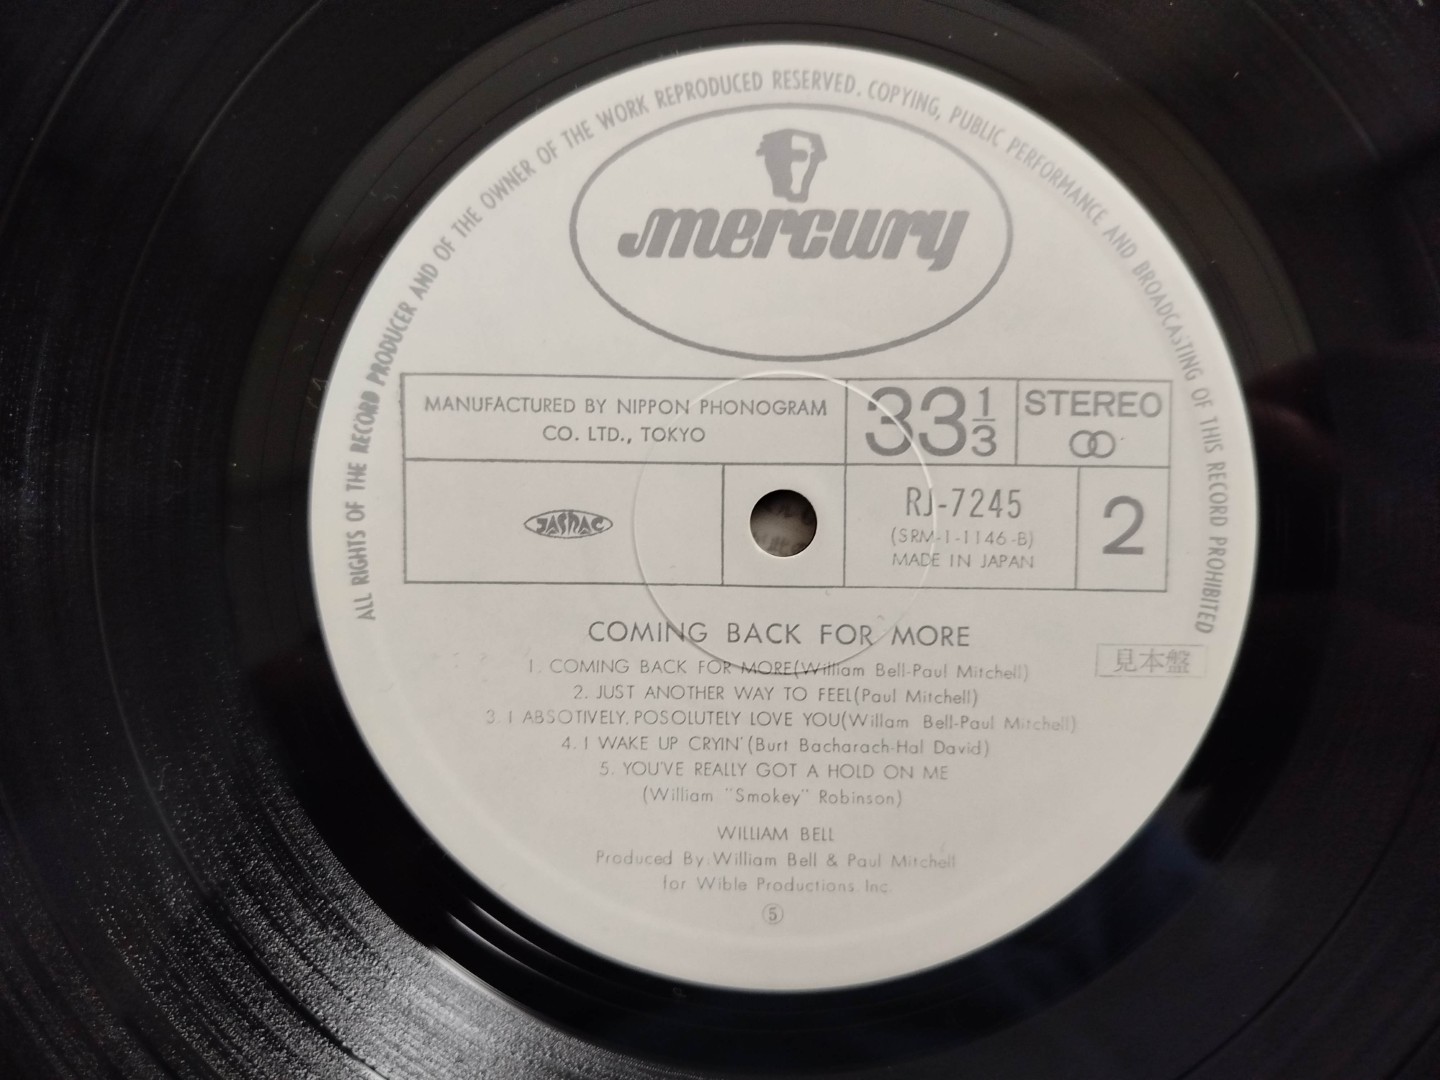 ALL RIGHTS OF THE RECORD PRODUCER AND OF THE OWNER OF THE WORK REPRODUCED RESERVED. COPYING, PUBLIC PERFORMANCE AND BROADCASTING OF THIS RECORD PROHIBITED
mercury
MANUFACTURED BY NIPPON PHONOGRAM
CO. LTD., TOKYO
33 1/3
STEREO
JASRAC
RJ-7245
(SRM-1-1146-B)
MADE IN JAPAN
2
COMING BACK FOR MORE
見本盤
1. COMING BACK FOR MORE(William Bell-Paul Mitchell)
2. JUST ANOTHER WAY TO FEEL(Paul Mitchell)
3. I ABSOTIVELY, POSOLUTELY LOVE YOU(Willam Bell-Paul Mitchell)
4. I WAKE UP CRYIN'(Burt Bacharach-Hal David)
5. YOU'VE REALLY GOT A HOLD ON ME
(William "Smokey" Robinson)
WILLIAM BELL
Produced By: William Bell & Paul Mitchell
for Wible Productions, Inc.
⑤